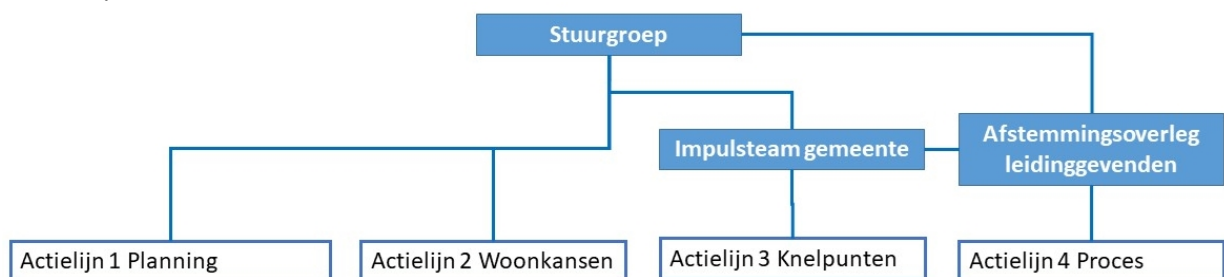 Stuurgroep
Impulsteam gemeente
Afstemmingsoverleg
leidinggevenden
Actielijn 1 Planning
Actielijn 2 Woonkansen
Actielijn 3 Knelpunten
Actielijn 4 Proces